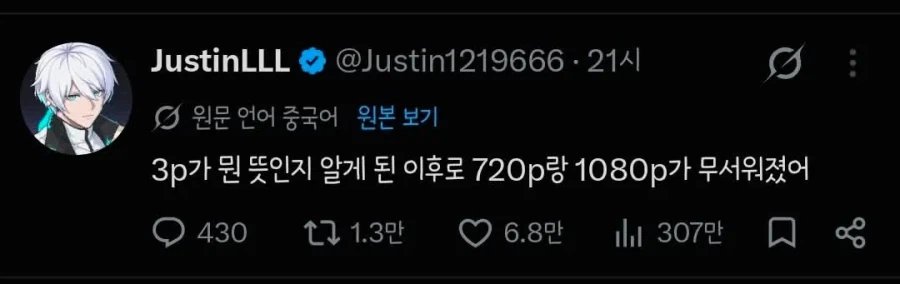 JustinLLL @Justin1219666 · 21시
원문 언어 중국어 원본 보기
3p가 뭔 뜻인지 알게 된 이후로 720p랑 1080p가 무서워졌어
430 1.3만 6.8만 307만